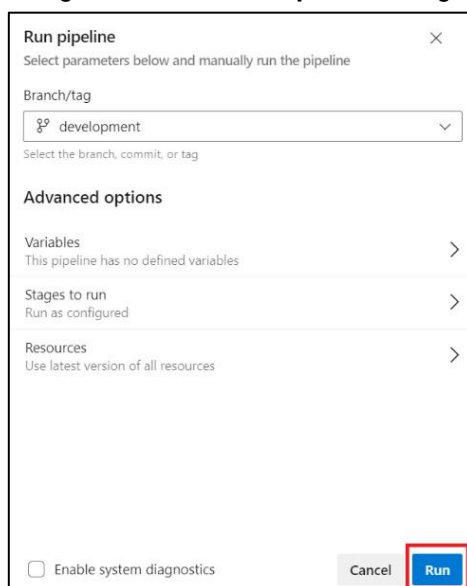 Run pipeline
Select parameters below and manually run the pipeline
Branch/tag
development
Select the branch, commit, or tag
Advanced options
Variables
This pipeline has no defined variables
Stages to run
Run as configured
Resources
Use latest version of all resources
Enable system diagnostics
Cancel
Run